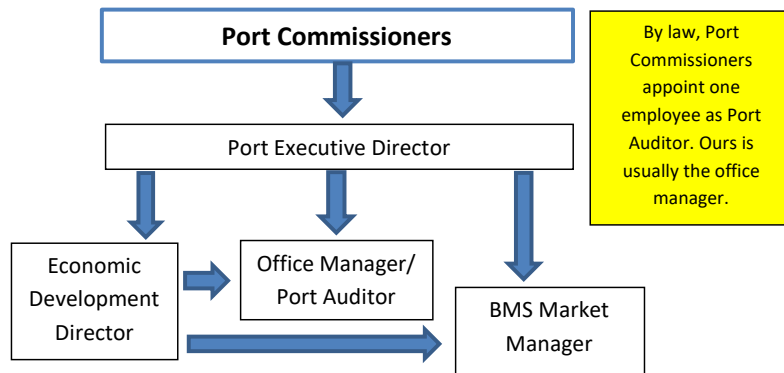 Port Commissioners
By law, Port
Commissioners
appoint one
employee as Port
Auditor. Ours is
usually the office
manager.
Port Executive Director
Economic
Development
Director
Office Manager/
Port Auditor
BMS Market
Manager